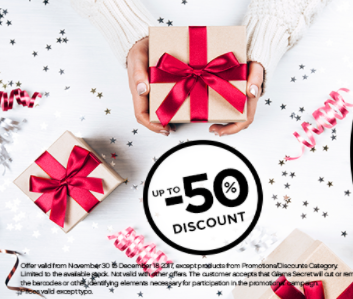 UP TO
-50%
DISCOUNT
Offer valid from November 30 to December 18 2017, except products from Promotions/Discounts Category.
Limited to the available stock. Not valid with other offers. The customer accepts that Gloria Secret will cut or
the barcodes or other identifying elements necessary for participation in the promotional campaign.
valid except typo.